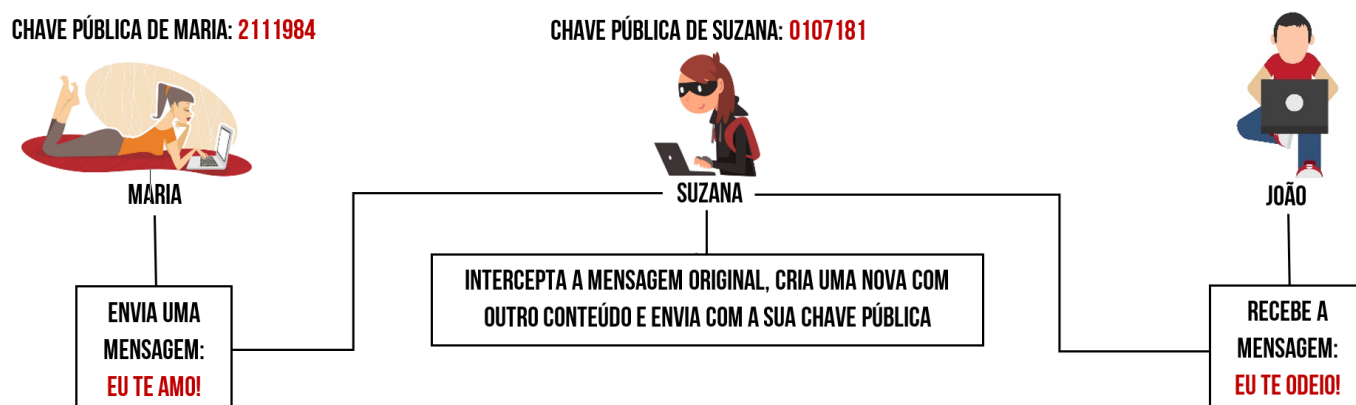 CHAVE PÚBLICA DE MARIA: 2111984
CHAVE PÚBLICA DE SUZANA: 0107181
MARIA
SUZANA
JOÃO
ENVIA UMA
MENSAGEM:
EU TE AMO!
INTERCEPTA A MENSAGEM ORIGINAL, CRIA UMA NOVA COM
OUTRO CONTEÚDO E ENVIA COM A SUA CHAVE PÚBLICA
RECEBE A
MENSAGEM:
EU TE ODEIO!